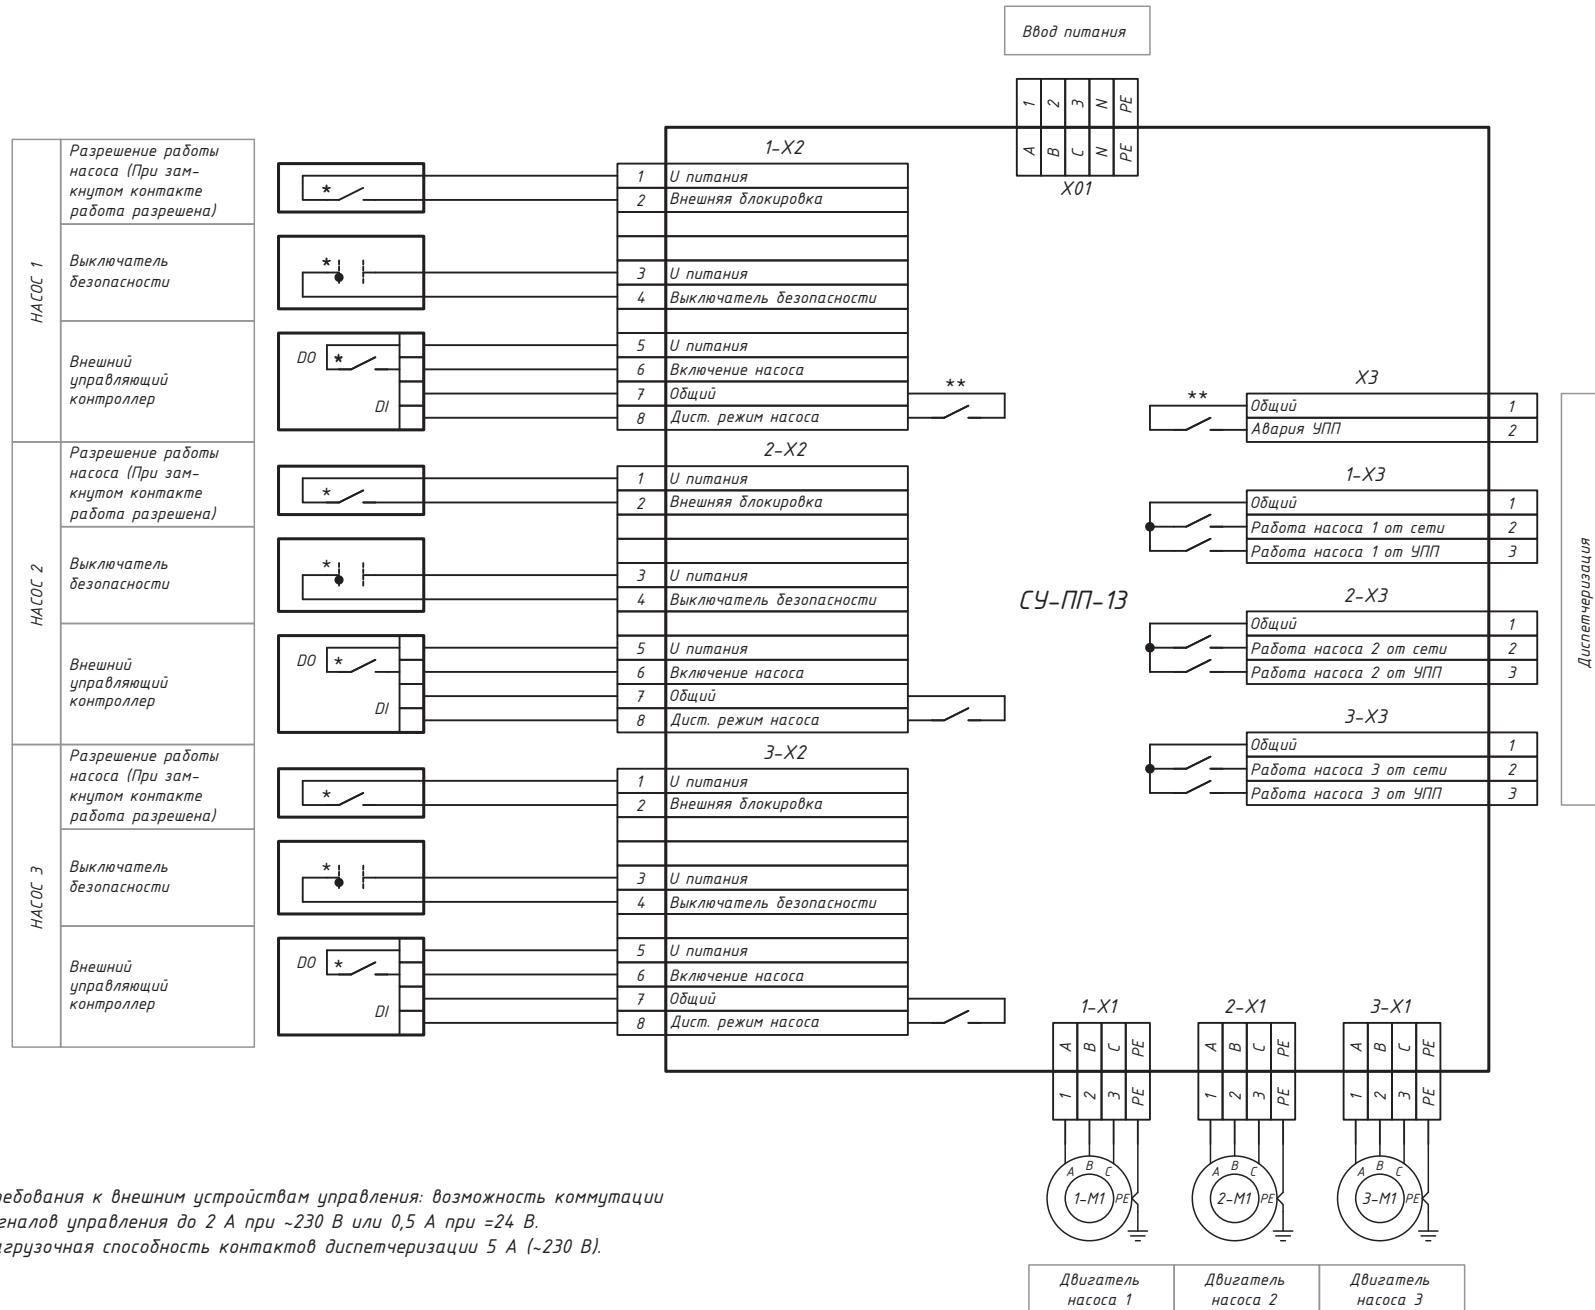 Ввод питания
1 2 3 N PE
A B C N PE
X01
НАСОС 1
Разрешение работы
насоса (При зам-
кнутом контакте
работа разрешена)
Выключатель
безопасности
Внешний
управляющий
контроллер
*
*
DO *
DI
1-X2
1 U питания
2 Внешняя блокировка
3 U питания
4 Выключатель безопасности
5 U питания
6 Включение насоса
7 Общий
8 Дист. режим насоса
**
НАСОС 2
Разрешение работы
насоса (При зам-
кнутом контакте
работа разрешена)
Выключатель
безопасности
Внешний
управляющий
контроллер
*
*
DO *
DI
2-X2
1 U питания
2 Внешняя блокировка
3 U питания
4 Выключатель безопасности
5 U питания
6 Включение насоса
7 Общий
8 Дист. режим насоса
НАСОС 3
Разрешение работы
насоса (При зам-
кнутом контакте
работа разрешена)
Выключатель
безопасности
Внешний
управляющий
контроллер
*
*
DO *
DI
3-X2
1 U питания
2 Внешняя блокировка
3 U питания
4 Выключатель безопасности
5 U питания
6 Включение насоса
7 Общий
8 Дист. режим насоса
СУ-ПП-13
X3
**
Общий 1
Авария УПП 2
1-X3
Общий 1
Работа насоса 1 от сети 2
Работа насоса 1 от УПП 3
2-X3
Общий 1
Работа насоса 2 от сети 2
Работа насоса 2 от УПП 3
3-X3
Общий 1
Работа насоса 3 от сети 2
Работа насоса 3 от УПП 3
Диспетчеризация
1-X1 2-X1 3-X1
A B C PE A B C PE A B C PE
1 2 3 PE 1 2 3 PE 1 2 3 PE
A B C A B C A B C
1-M1 PE 2-M1 PE 3-M1 PE
Двигатель
насоса 1
Двигатель
насоса 2
Двигатель
насоса 3
ребования к внешним устройствам управления: возможность коммутации
гналов управления до 2 А при ~230 В или 0,5 А при =24 В.
грузочная способность контактов диспетчеризации 5 А (~230 В).